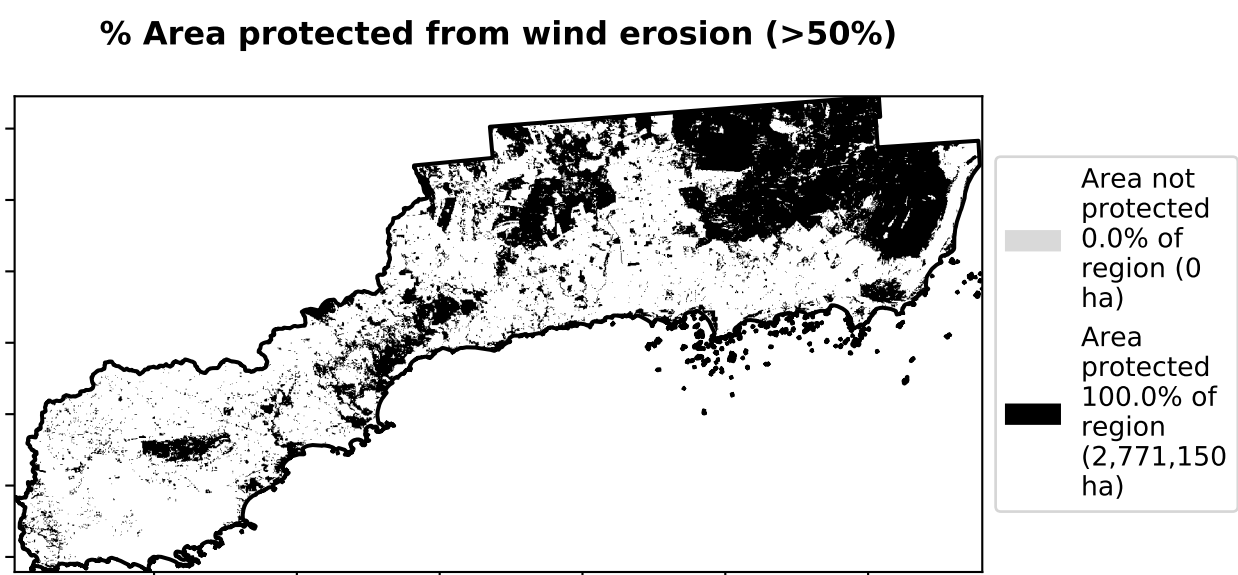 % Area protected from wind erosion (>50%)
Area not
protected
0.0% of
region (0
ha)
Area
protected
100.0% of
region
(2,771,150
ha)